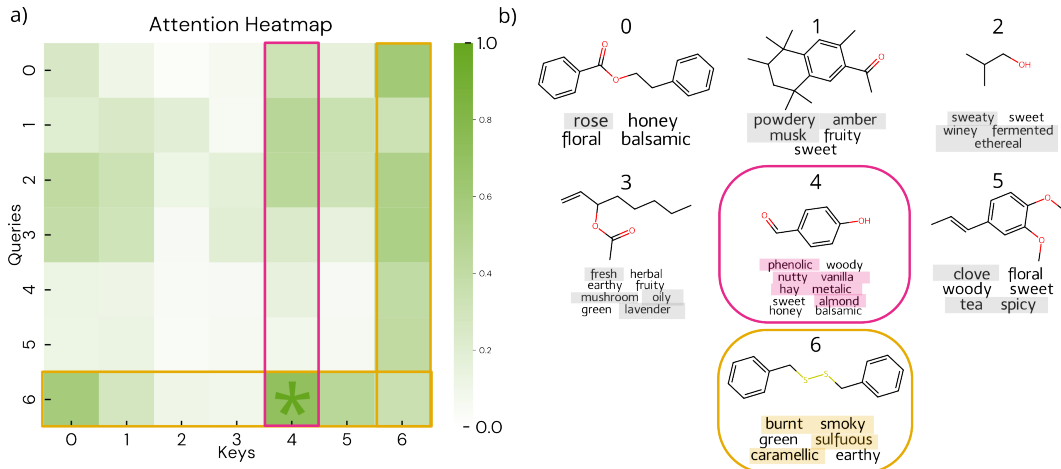 a)
Attention Heatmap
Queries
0
1
2
3
4
5
6
*
0 1 2 3 4 5 6
Keys
1.0
0.8
0.6
0.4
0.2
0.0
b)
0
O
O
rose honey
floral balsamic
1
O
powdery amber
musk fruity
sweet
2
OH
sweaty sweet
winey fermented
ethereal
3
O
O
fresh herbal
earthy fruity
mushroom oily
green lavender
4
O
OH
phenolic woody
nutty vanilla
hay metalic
sweet almond
honey balsamic
5
O
O
clove floral
woody sweet
tea spicy
6
S
S
burnt smoky
green sulfuous
caramellic earthy